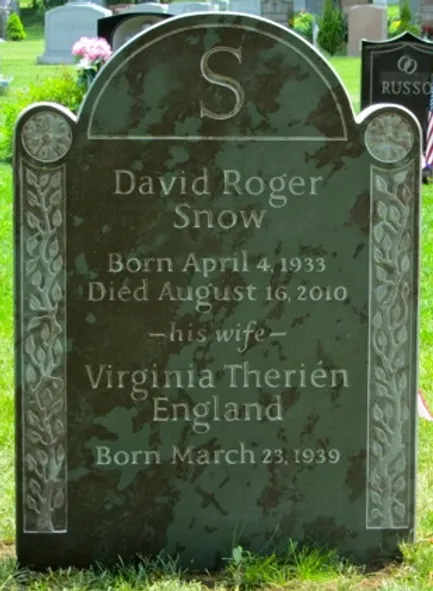 S
RUSSO
David Roger
Snow
Born April 4, 1933
Died August 16, 2010
–his wife–
Virginia Therién
England
Born March 23, 1939